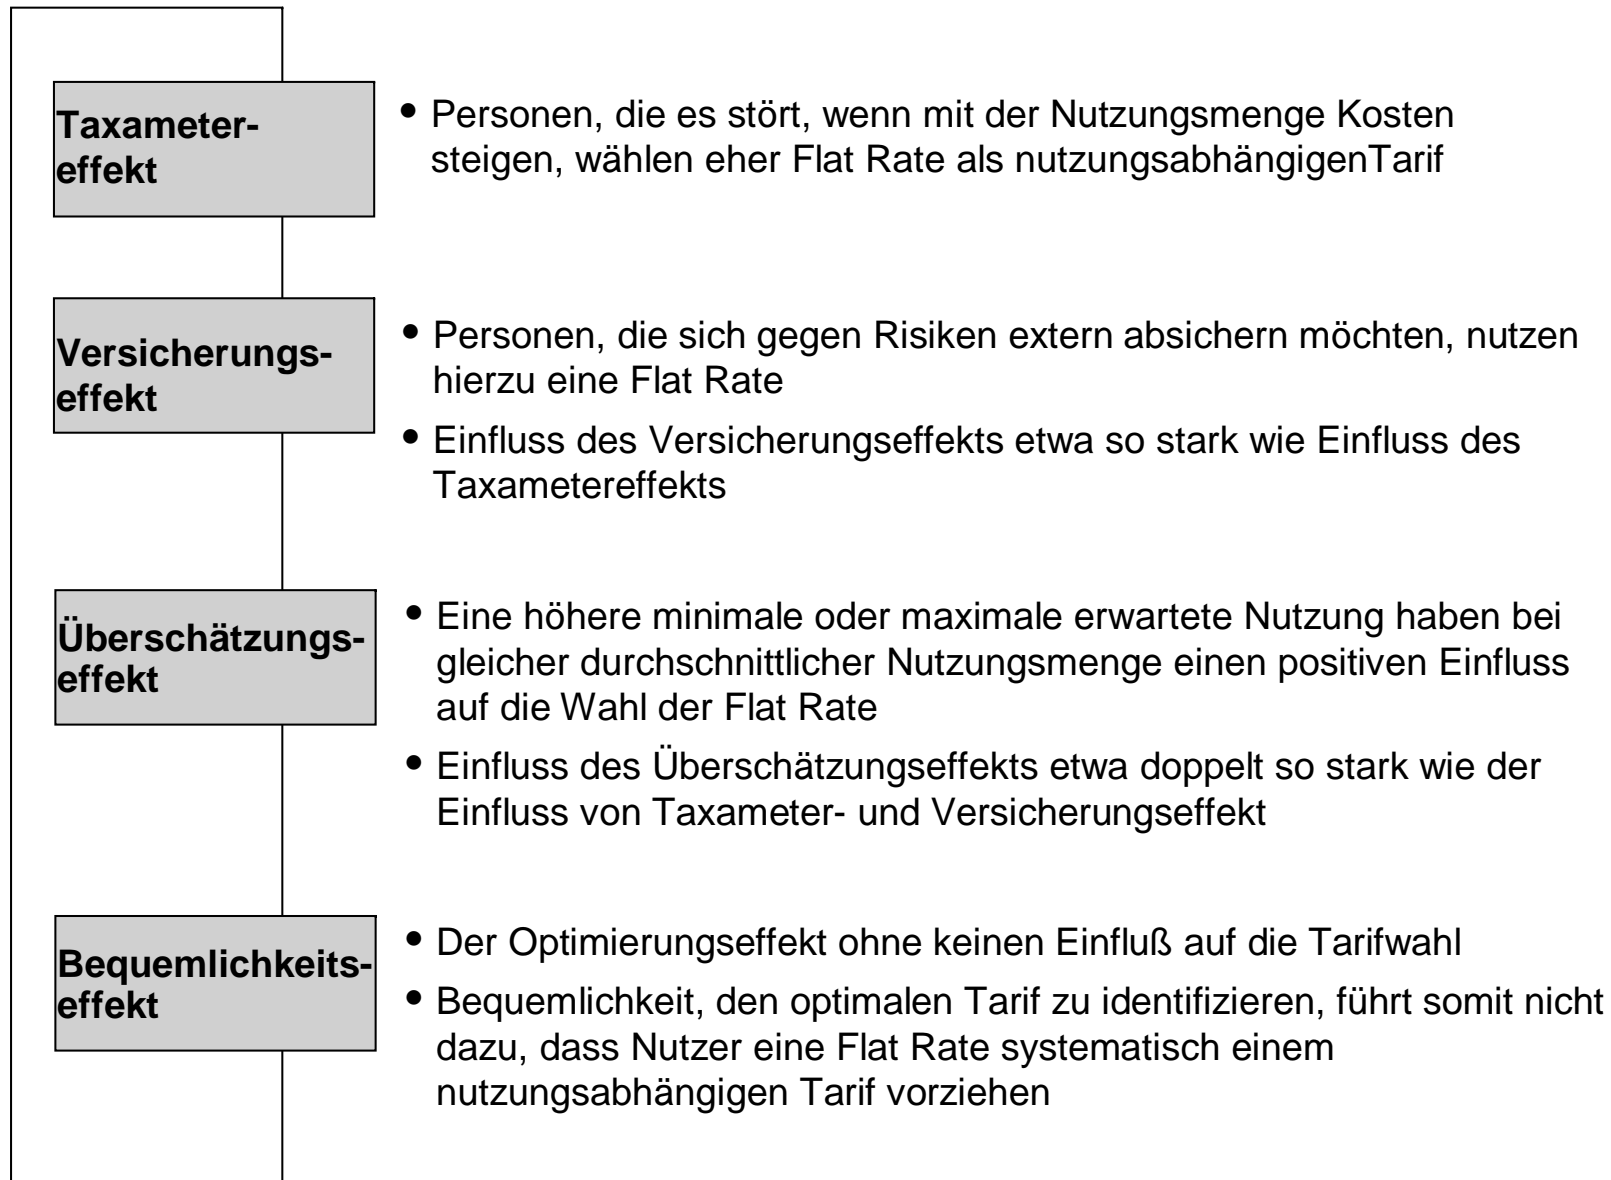 Taxameter-
effekt
• Personen, die es stört, wenn mit der Nutzungsmenge Kosten
steigen, wählen eher Flat Rate als nutzungsabhängigenTarif
Versicherungs-
effekt
• Personen, die sich gegen Risiken extern absichern möchten, nutzen
hierzu eine Flat Rate
• Einfluss des Versicherungseffekts etwa so stark wie Einfluss des
Taxametereffekts
Überschätzungs-
effekt
• Eine höhere minimale oder maximale erwartete Nutzung haben bei
gleicher durchschnittlicher Nutzungsmenge einen positiven Einfluss
auf die Wahl der Flat Rate
• Einfluss des Überschätzungseffekts etwa doppelt so stark wie der
Einfluss von Taxameter- und Versicherungseffekt
Bequemlichkeits-
effekt
• Der Optimierungseffekt ohne keinen Einfluß auf die Tarifwahl
• Bequemlichkeit, den optimalen Tarif zu identifizieren, führt somit nicht
dazu, dass Nutzer eine Flat Rate systematisch einem
nutzungsabhängigen Tarif vorziehen